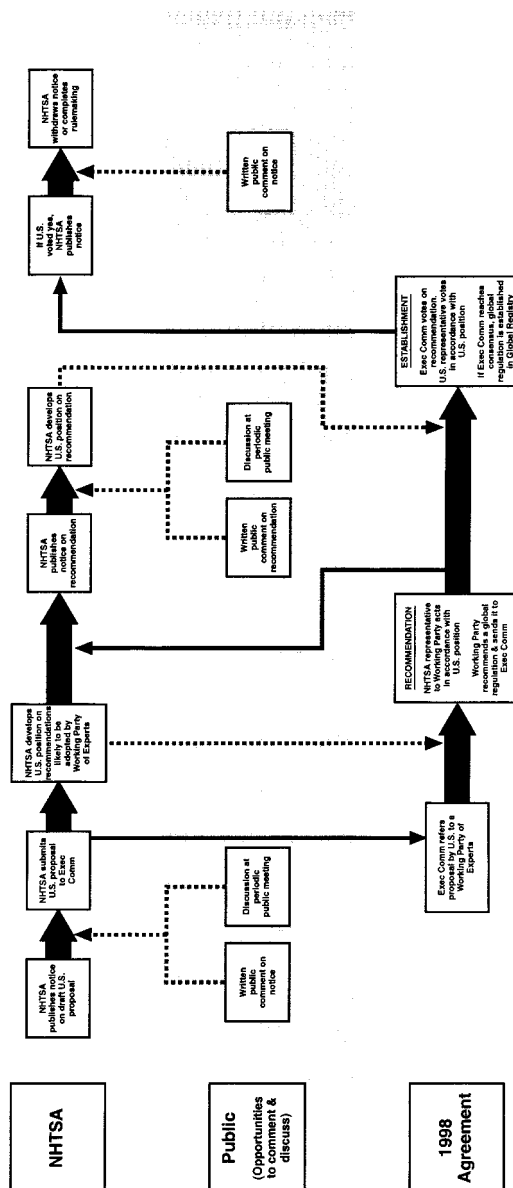 NHTSA
NHTSA
publishes notice
on draft U.S.
proposal
NHTSA submits
U.S. proposal
to Exec
Comm
NHTSA develops
U.S. position on
recommendations
likely to be
adopted by
Working Party
of Experts
NHTSA
publishes
notice on
recommendation
NHTSA develops
U.S. position on
recommendation
If U.S.
voted yes,
NHTSA
publishes
notice
NHTSA
withdraws notice
or completes
rulemaking
Public
(Opportunities
to comment &
discuss)
Written
public
comment on
notice
Discussion at
periodic
public meeting
Written
public
comment on
recommendation
Discussion at
periodic
public meeting
Written
public
comment on
notice
1998
Agreement
Exec Comm refers
proposal by U.S. to a
Working Party of
Experts
RECOMMENDATION
NHTSA representative
to Working Party acts
in accordance with
U.S. position
Working Party
recommends a global
regulation & sends it to
Exec Comm
ESTABLISHMENT
Exec Comm votes on
recommendation.
U.S. representative votes
in accordance with
U.S. position
If Exec Comm reaches
consensus, global
regulation is established
in Global Registry